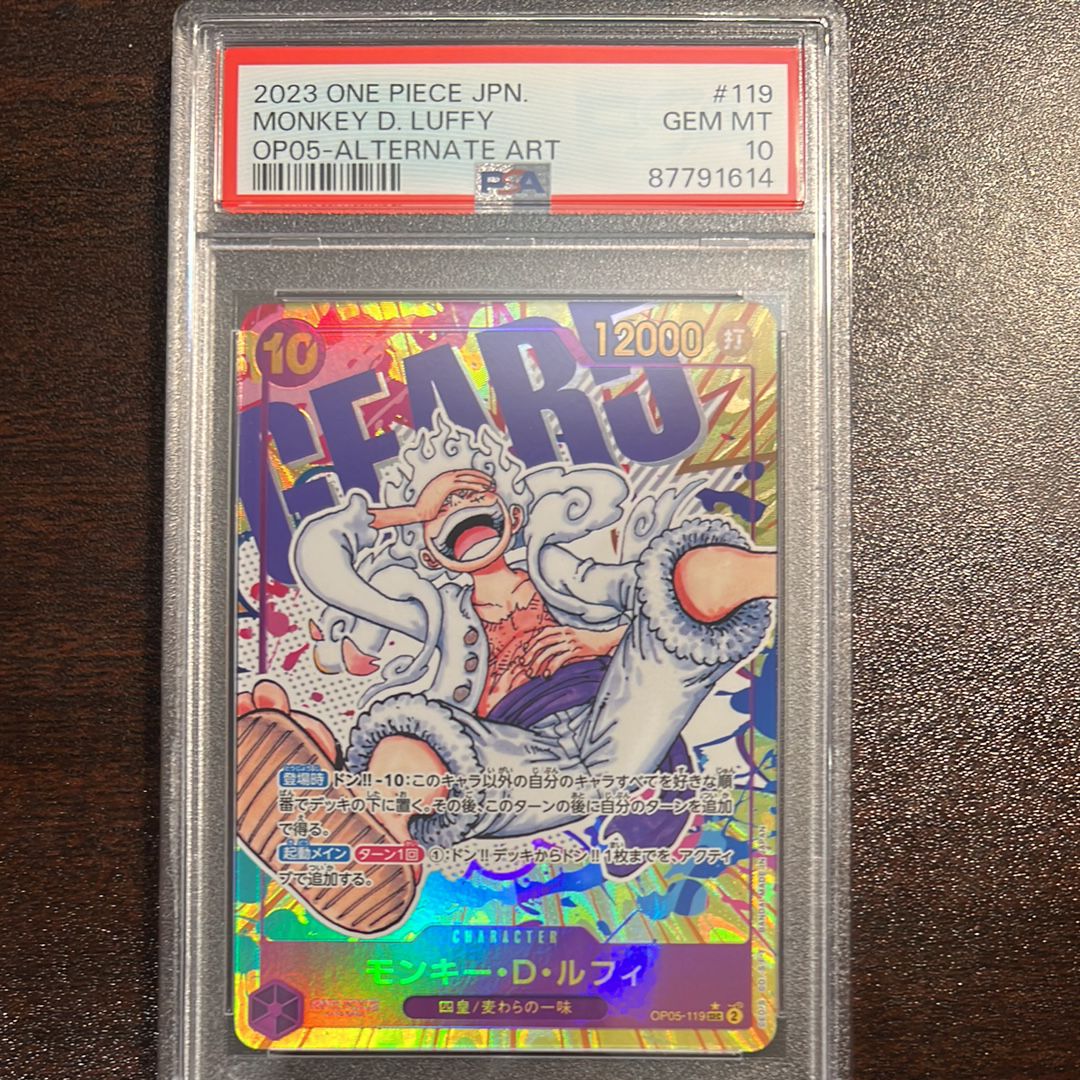 2023 ONE PIECE JPN. #119
MONKEY D. LUFFY GEM MT
OP05-ALTERNATE ART 10
PSA 87791614
10 12000 打
GEAR5
登場時 ドン!!-10:このキャラ以外の自分のキャラすべてを好きな順
番でデッキの下に置く。その後、このターンの後に自分のターンを追加
で得る。
起動メイン ターン1回 ①:ドン!!デッキからドン!!1枚までを、アクティ
ブで追加する。
CHARACTER
モンキー・D・ルフィ
四皇/麦わらの一味
OP05-119 SEC 2